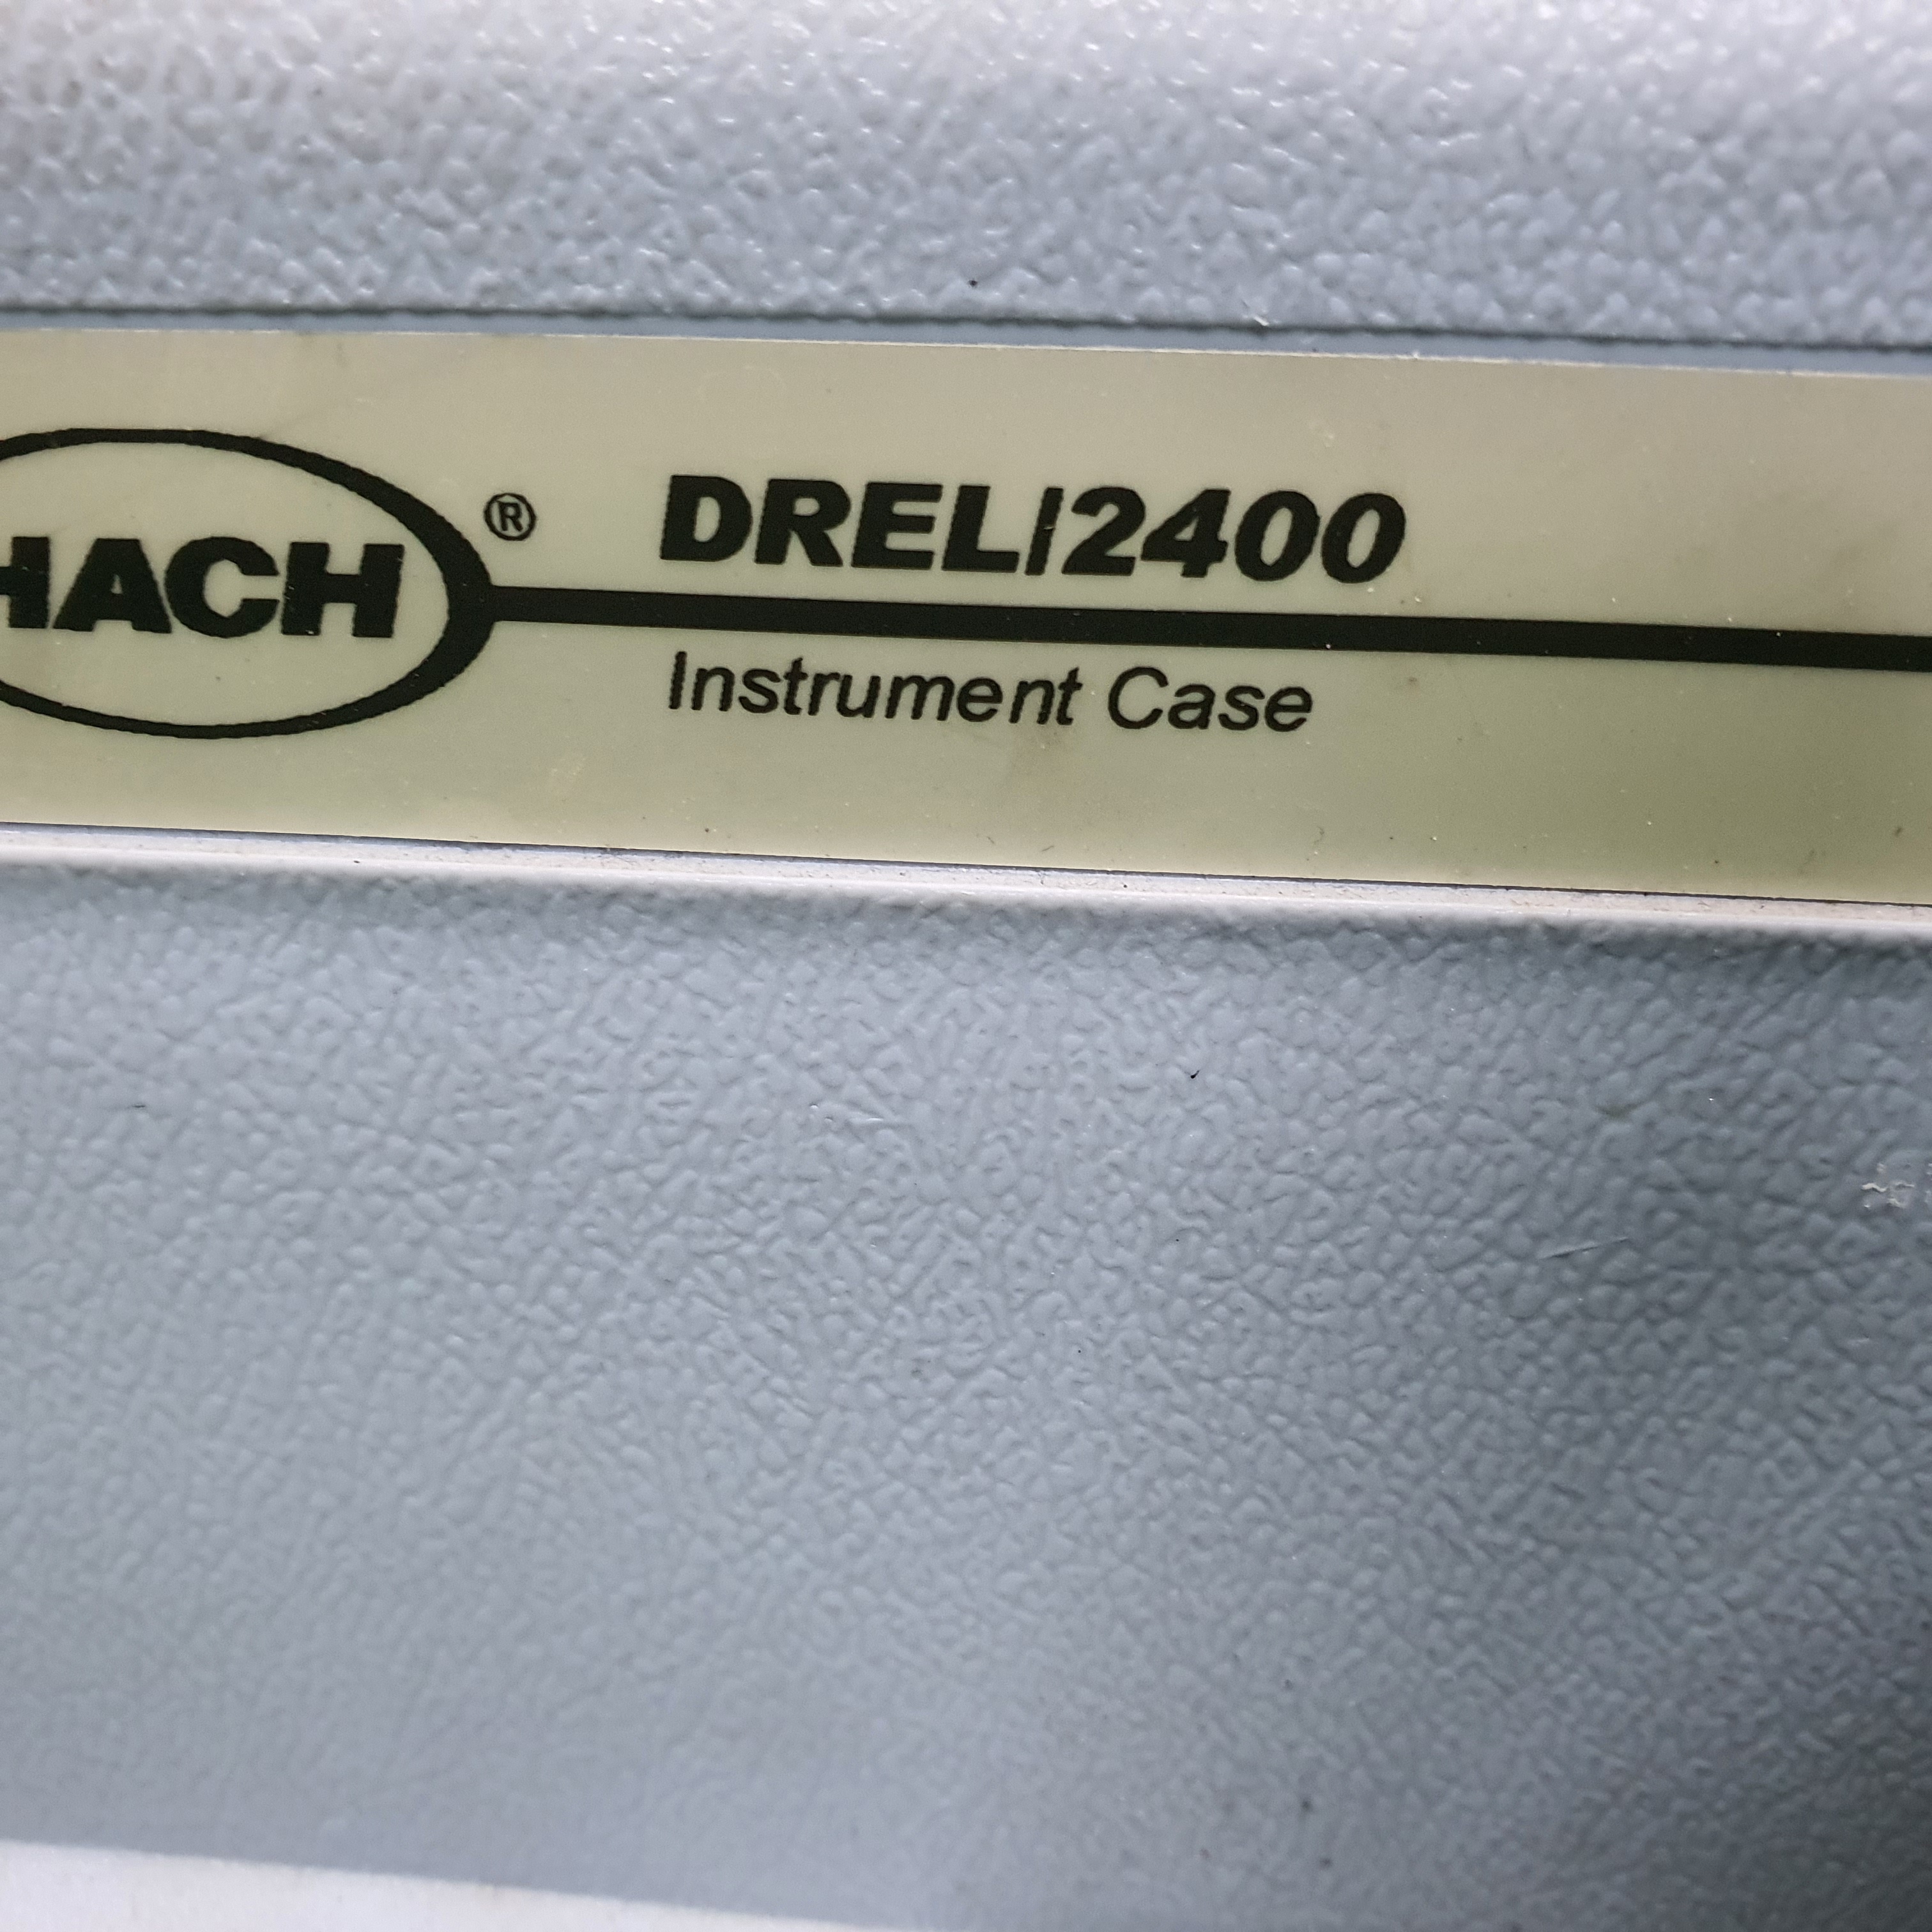 HACH® DREL/2400
Instrument Case